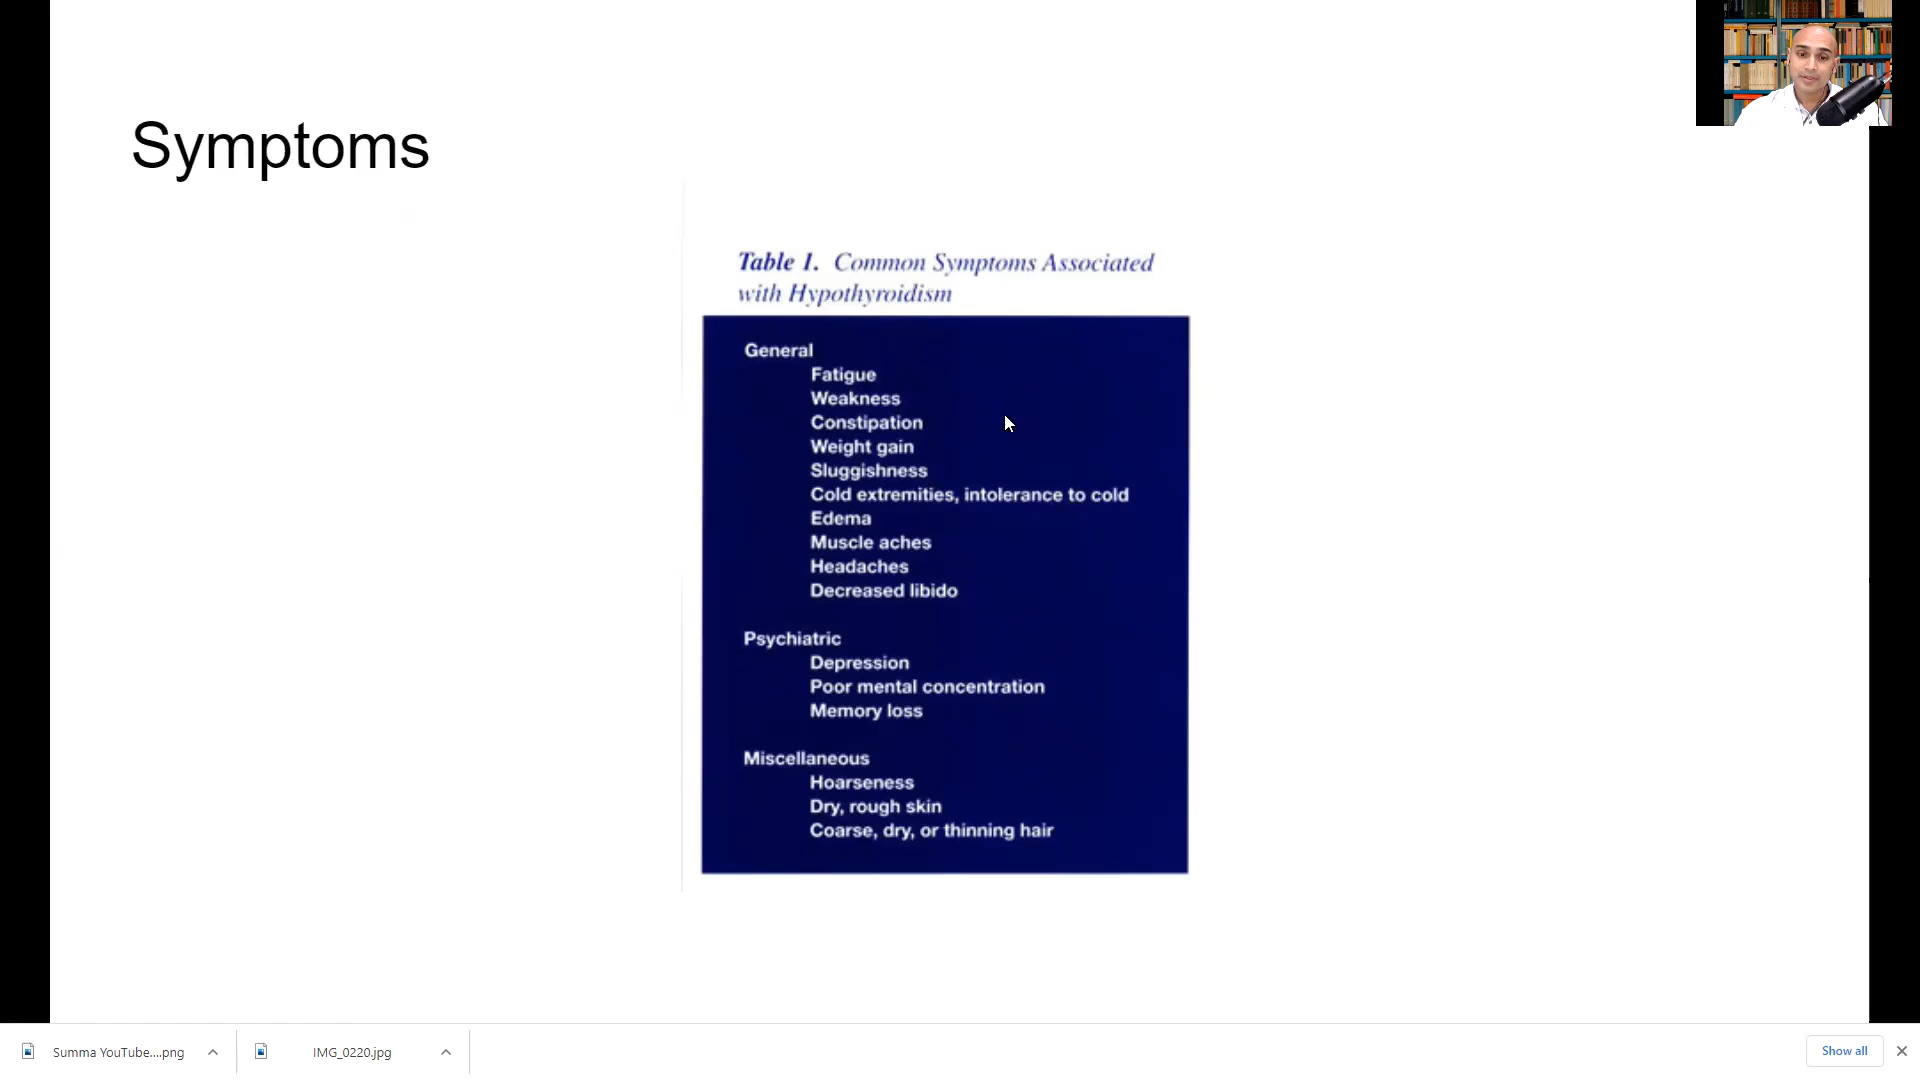 Symptoms
Table 1. Common Symptoms Associated
with Hypothyroidism
General
Fatigue
Weakness
Constipation
Weight gain
Sluggishness
Cold extremities, intolerance to cold
Edema
Muscle aches
Headaches
Decreased libido
Psychiatric
Depression
Poor mental concentration
Memory loss
Miscellaneous
Hoarseness
Dry, rough skin
Coarse, dry, or thinning hair
Summa YouTube....png
IMG_0220.jpg
Show all